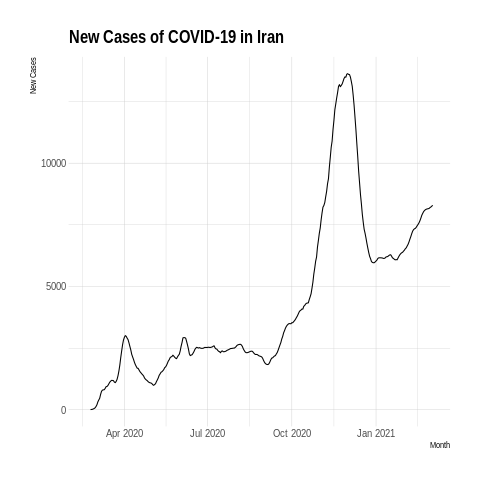 New Cases of COVID-19 in Iran
New Cases
10000
5000
0
Apr 2020 Jul 2020 Oct 2020 Jan 2021
Month